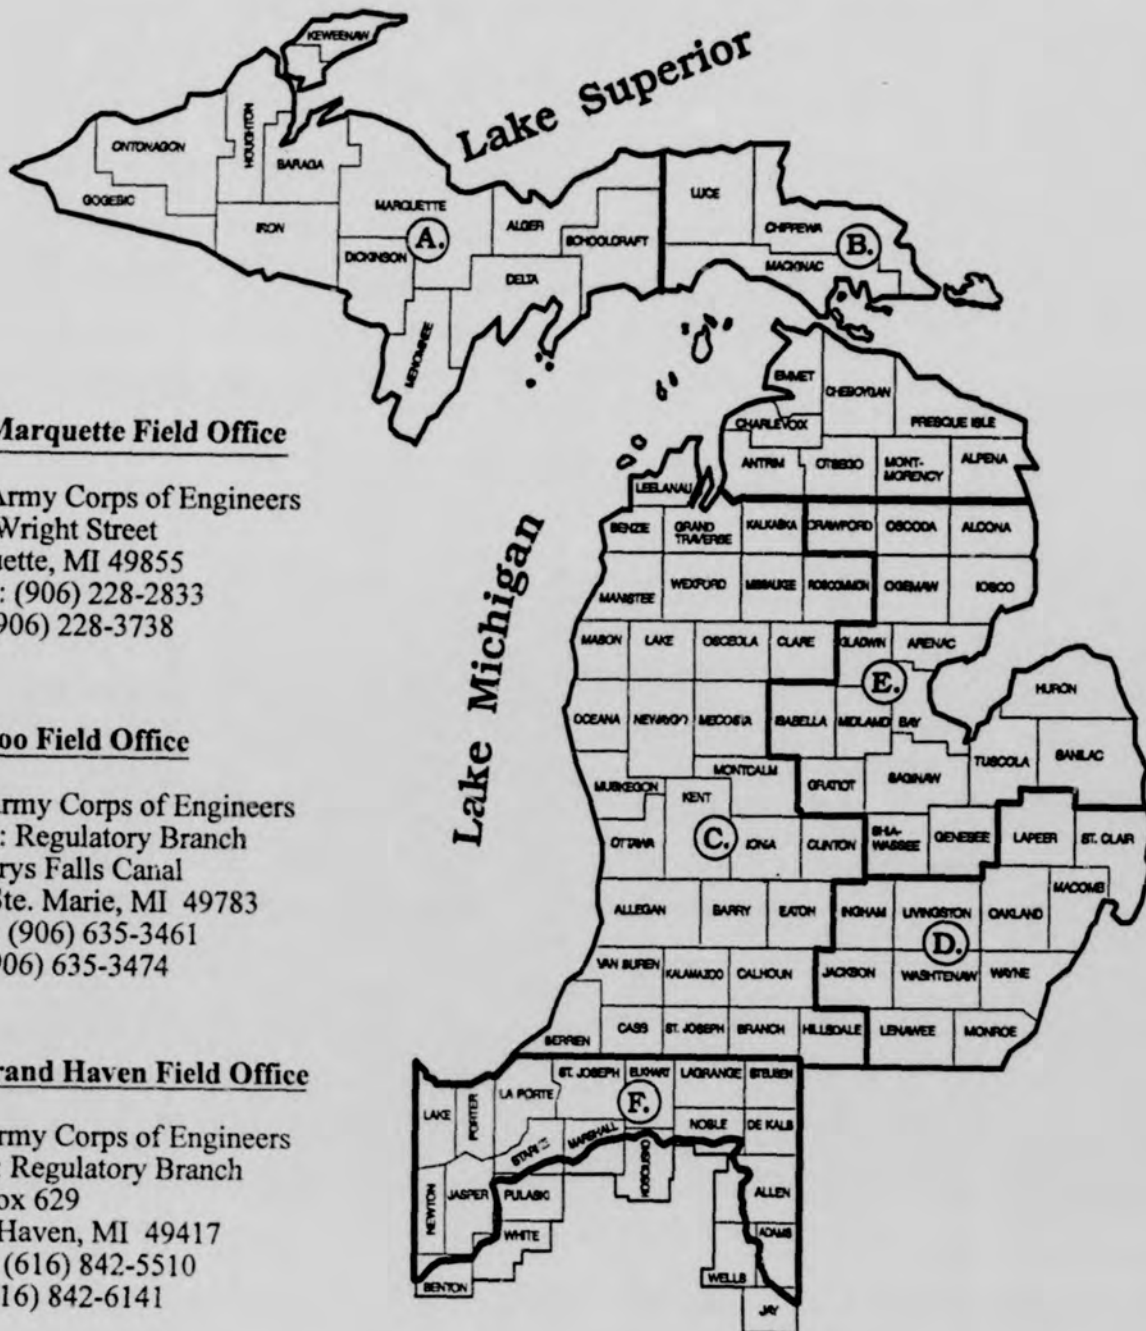 Marquette Field Office
Army Corps of Engineers
Wright Street
uette, MI 49855
: (906) 228-2833
906) 228-3738
oo Field Office
Army Corps of Engineers
: Regulatory Branch
rys Falls Canal
Ste. Marie, MI 49783
(906) 635-3461
906) 635-3474
rand Haven Field Office
Army Corps of Engineers
: Regulatory Branch
ox 629
Haven, MI 49417
(616) 842-5510
16) 842-6141
Lake Superior
Lake Michigan
KEWEENAW
ONTONAGON
HOUGHTON
BARAGA
GOGEBIC
IRON
MARQUETTE
DICKINSON
A.
ALGER
SCHOOLCRAFT
DELTA
MENOMINEE
LUCE
CHIPPEWA
B.
MACKINAC
EMMET
CHEBOYGAN
PRESQUE ISLE
CHARLEVOIX
ANTRIM
OTSEGO
MONT-
MORENCY
ALPENA
LEELANAU
BENZIE
GRAND
TRAVERSE
KALKASKA
CRAWFORD
OSCODA
ALCONA
MANISTEE
WEXFORD
MISSAUKEE
ROSCOMMON
OGEMAW
IOSCO
MASON
LAKE
OSCEOLA
CLARE
GLADWIN
ARENAC
E.
HURON
OCEANA
NEWAYGO
MECOSTA
ISABELLA
MIDLAND
BAY
TUSCOLA
SANILAC
MUSKEGON
MONTCALM
KENT
GRATIOT
SAGINAW
OTTAWA
C.
IONIA
CLINTON
SHIA-
WASSEE
GENESEE
LAPEER
ST. CLAIR
MACOMB
ALLEGAN
BARRY
EATON
INGHAM
LIVINGSTON
OAKLAND
D.
VAN BUREN
KALAMAZOO
CALHOUN
JACKSON
WASHTENAW
WAYNE
BERRIEN
CASS
ST. JOSEPH
BRANCH
HILLSDALE
LENAWEE
MONROE
LAKE
PORTER
LA PORTE
ST. JOSEPH
ELKHART
LAGRANGE
STEUBEN
F.
STARKE
MARSHALL
KOSCIUSKO
NOBLE
DE KALB
NEWTON
JASPER
PULASKI
WHITE
BENTON
ALLEN
ADAMS
WELLS
JAY